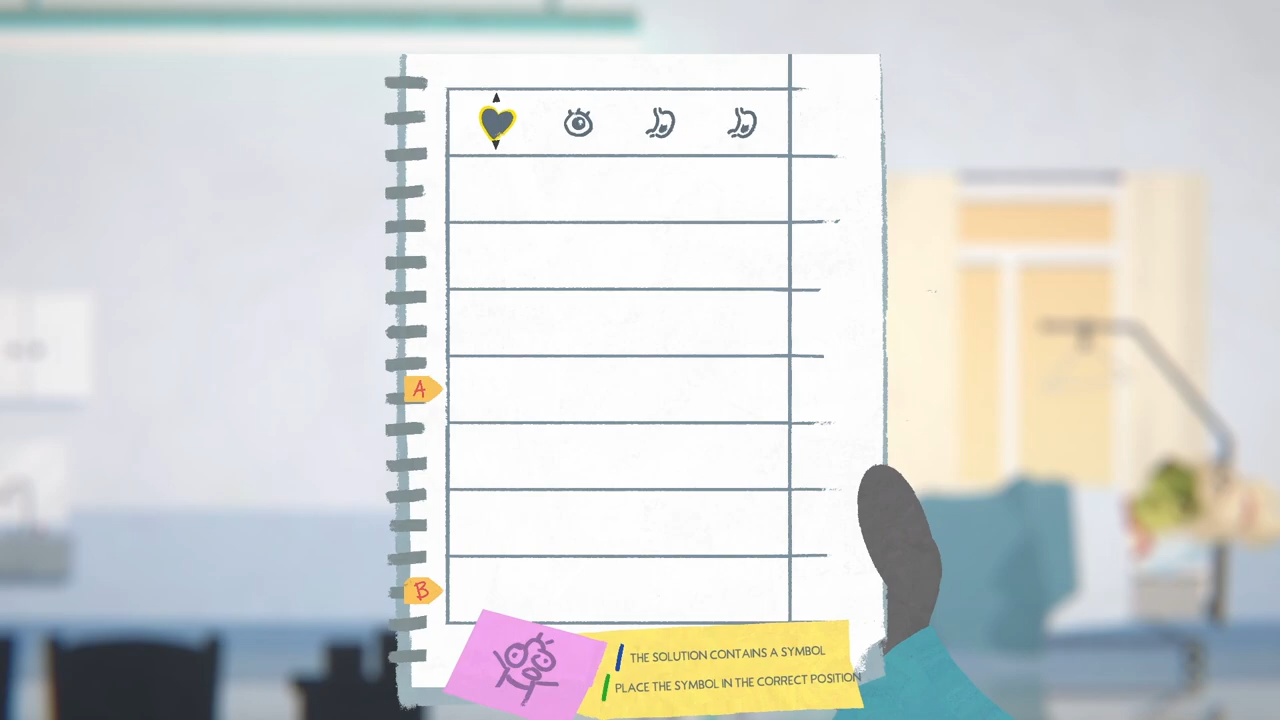 A
B
THE SOLUTION CONTAINS A SYMBOL
PLACE THE SYMBOL IN THE CORRECT POSITION